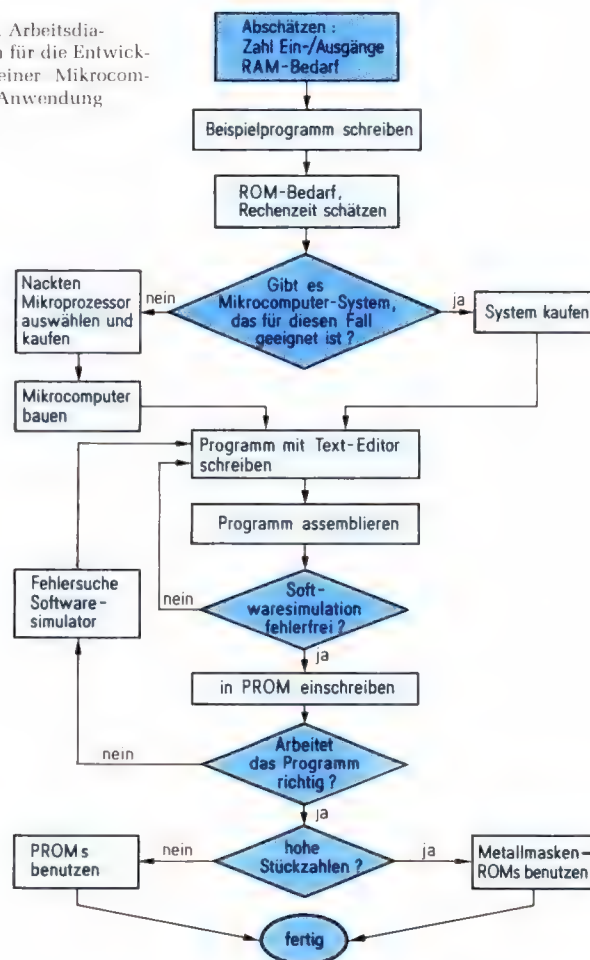 Arbeitsdia-
für die Entwick-
einer Mikrocom-
Anwendung
Abschätzen :
Zahl Ein-/Ausgänge
RAM-Bedarf
Beispielprogramm schreiben
ROM-Bedarf,
Rechenzeit schätzen
Gibt es
Mikrocomputer-System,
das für diesen Fall
geeignet ist ?
nein
ja
Nackten
Mikroprozessor
auswählen und
kaufen
System kaufen
Mikrocomputer
bauen
Programm mit Text-Editor
schreiben
Programm assemblieren
Fehlersuche
Software-
simulator
nein
Soft-
waresimulation
fehlerfrei ?
ja
in PROM einschreiben
nein
Arbeitet
das Programm
richtig ?
ja
PROMs
benutzen
nein
hohe
Stückzahlen ?
ja
Metallmasken-
ROMs benutzen
fertig